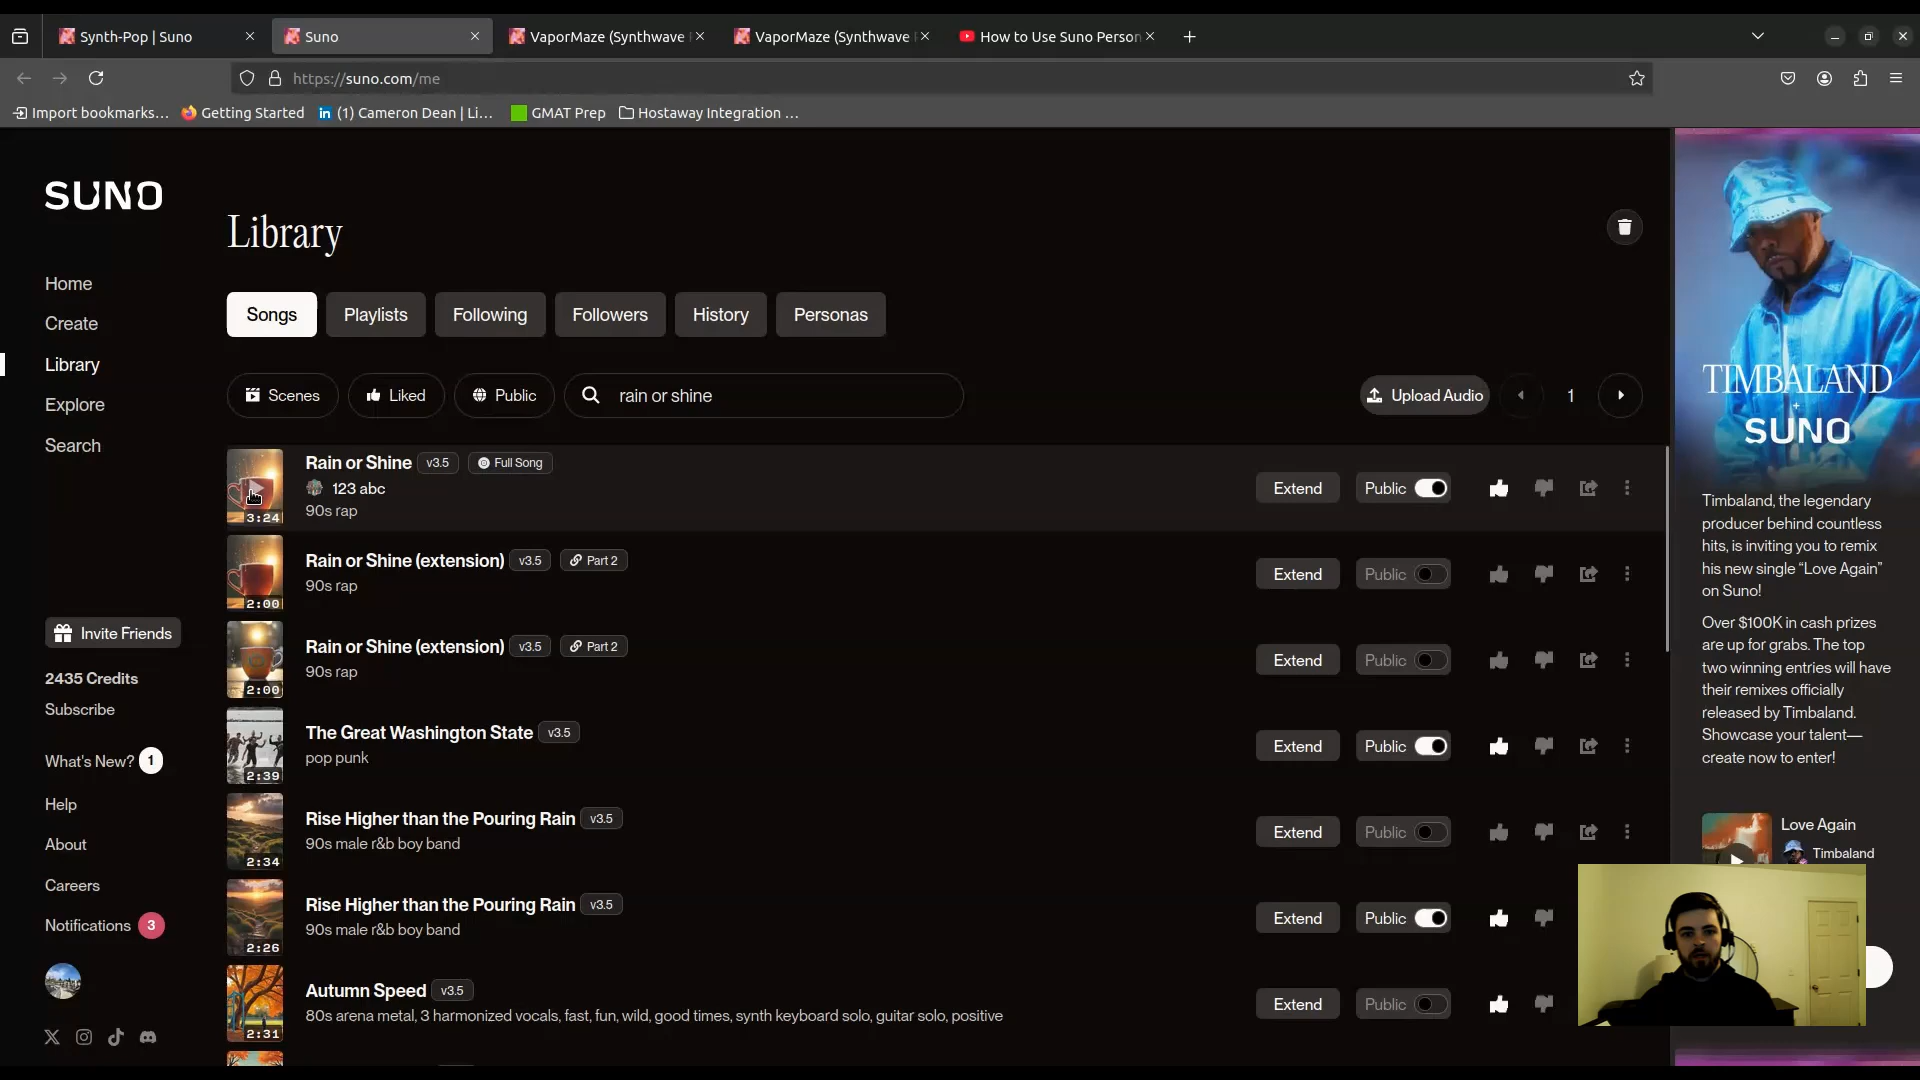 Synth-Pop | Suno
Suno
VaporMaze (Synthwave
VaporMaze (Synthwave
How to Use Suno Person
https://suno.com/me
Import bookmarks...
Getting Started
(1) Cameron Dean | Li...
GMAT Prep
Hostaway Integration ...
SUNO
Home
Create
Library
Explore
Search
Invite Friends
2435 Credits
Subscribe
What's New? 1
Help
About
Careers
Notifications 3
Library
Songs
Playlists
Following
Followers
History
Personas
Scenes
Liked
Public
rain or shine
Upload Audio
1
Rain or Shine v3.5 Full Song
123 abc
90s rap
3:24
Extend
Public
Rain or Shine (extension) v3.5 Part 2
90s rap
2:00
Extend
Public
Rain or Shine (extension) v3.5 Part 2
90s rap
2:00
Extend
Public
The Great Washington State v3.5
pop punk
2:39
Extend
Public
Rise Higher than the Pouring Rain v3.5
90s male r&b boy band
2:34
Extend
Public
Rise Higher than the Pouring Rain v3.5
90s male r&b boy band
2:26
Extend
Public
Autumn Speed v3.5
80s arena metal, 3 harmonized vocals, fast, fun, wild, good times, synth keyboard solo, guitar solo, positive
2:31
Extend
Public
TIMBALAND
+
SUNO
Timbaland, the legendary
producer behind countless
hits, is inviting you to remix
his new single “Love Again”
on Suno!
Over $100K in cash prizes
are up for grabs. The top
two winning entries will have
their remixes officially
released by Timbaland.
Showcase your talent—
create now to enter!
Love Again
Timbaland